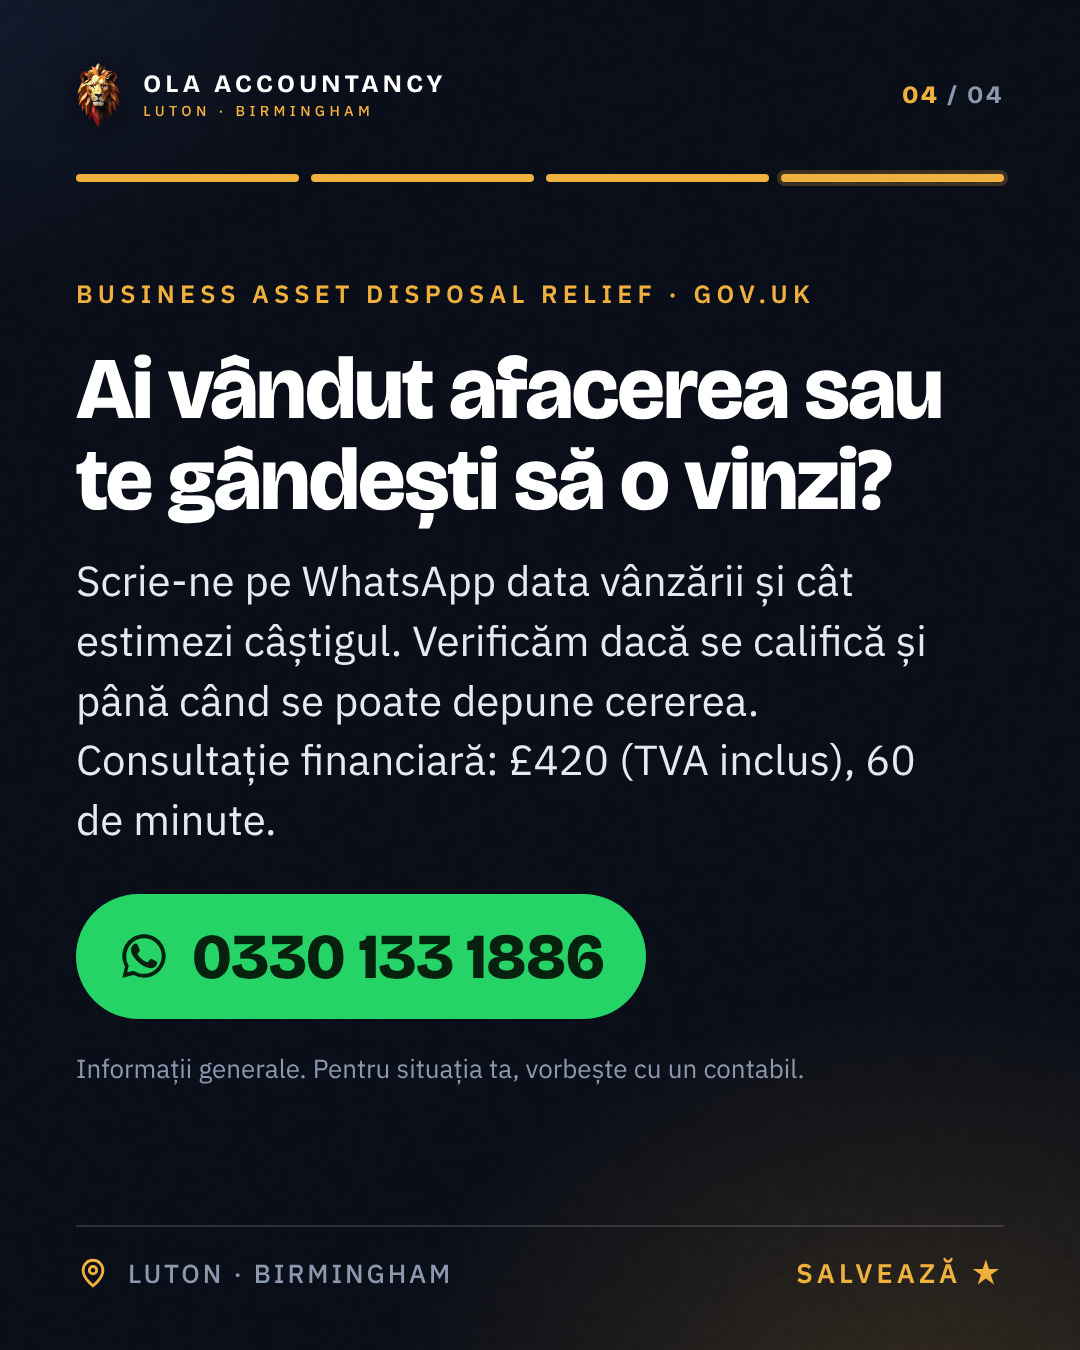 OLA ACCOUNTANCY
LUTON · BIRMINGHAM
04 / 04
BUSINESS ASSET DISPOSAL RELIEF · GOV.UK
Ai vândut afacerea sau
te gândești să o vinzi?
Scrie-ne pe WhatsApp data vânzării și cât
estimezi câștigul. Verificăm dacă se califică și
până când se poate depune cererea.
Consultație financiară: £420 (TVA inclus), 60
de minute.
0330 133 1886
Informații generale. Pentru situația ta, vorbește cu un contabil.
LUTON · BIRMINGHAM
SALVEAZĂ ★